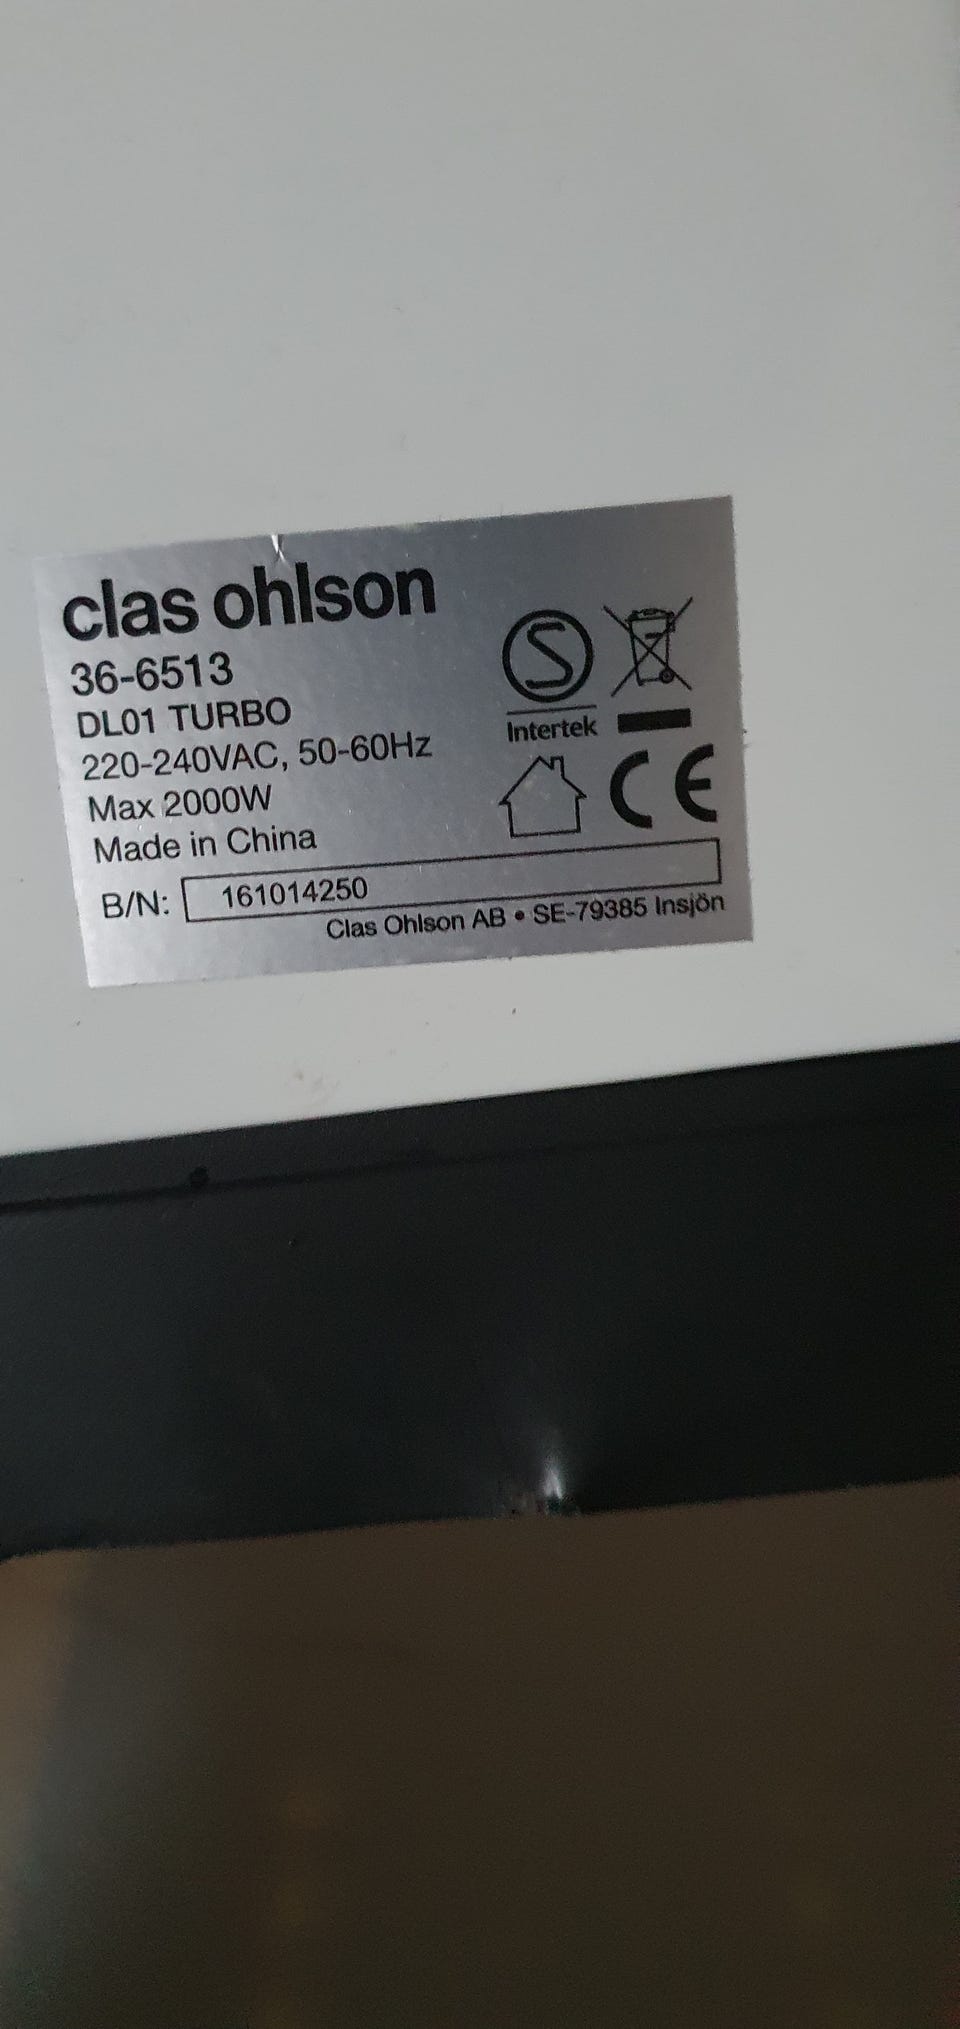 clas ohlson
36-6513
DL01 TURBO
220-240VAC, 50-60Hz
Max 2000W
Made in China
S
Intertek
CE
B/N: 161014250
Clas Ohlson AB • SE-79385 Insjön